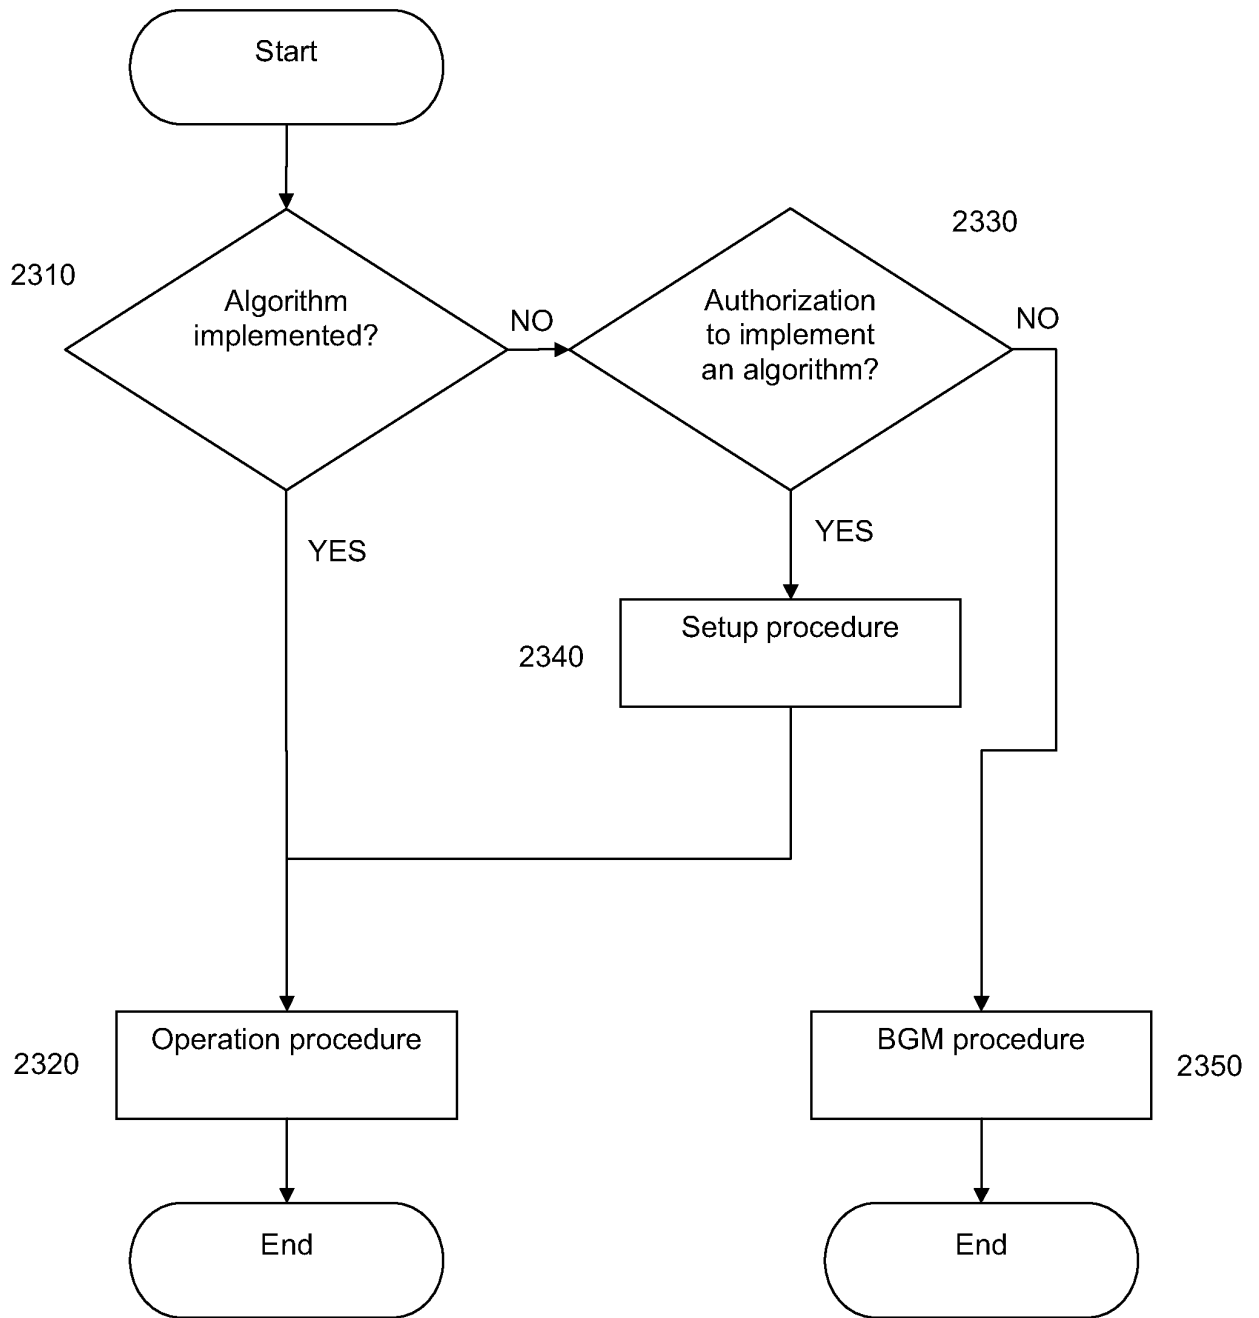 Start
2330
2310
Algorithm
implemented?
NO
Authorization
to implement
an algorithm?
NO
YES
YES
Setup procedure
2340
Operation procedure
2320
BGM procedure
2350
End
End